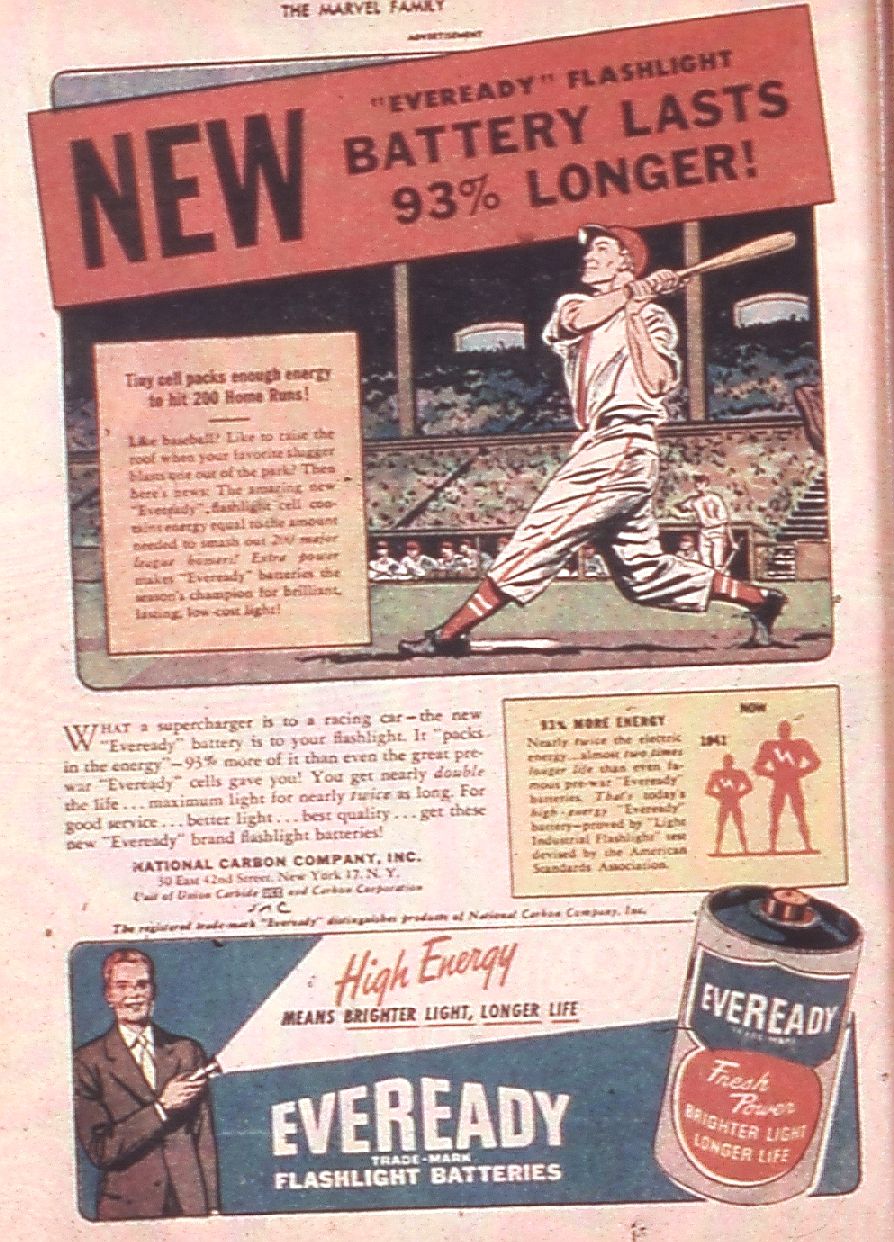 THE MARVEL FAMILY
ADVERTISEMENT
NEW
"EVEREADY" FLASHLIGHT
BATTERY LASTS
93% LONGER!
Tiny cell packs enough energy
to hit 200 Home Runs!
Like baseball? Like to raise the
roof when your favorite slugger
blams one out of the park? Then
here's news: The amazing new
"Eveready" flashlight cell con-
tains energy equal to the amount
needed to smash out 200 major
league homers! Extra power
makes "Eveready" batteries the
season's champion for brilliant,
lasting, low-cost light!
WHAT a supercharger is to a racing car—the new
"Eveready" battery is to your flashlight. It "packs
in the energy"—93% more of it than even the great pre-
war "Eveready" cells gave you! You get nearly double
the life...maximum light for nearly twice as long. For
good service...better light...best quality...get these
new "Eveready" brand flashlight batteries!
NATIONAL CARBON COMPANY, INC.
30 East 42nd Street, New York 17, N. Y.
Unit of Union Carbide UCC and Carbon Corporation
The registered trade-mark "Eveready" distinguishes products of National Carbon Company, Inc.
93% MORE ENERGY
Nearly twice the electric
energy...almost two times
longer life than even fa-
mous pre-war "Eveready"
batteries. That's today's
high-energy "Eveready"
battery—proved by "Light
Industrial Flashlight" test
devised by the American
Standards Association.
1941
NOW
High Energy
MEANS BRIGHTER LIGHT, LONGER LIFE
EVEREADY
TRADE-MARK
FLASHLIGHT BATTERIES
EVEREADY
TRADE-MARK
Fresh
Power
BRIGHTER LIGHT
LONGER LIFE